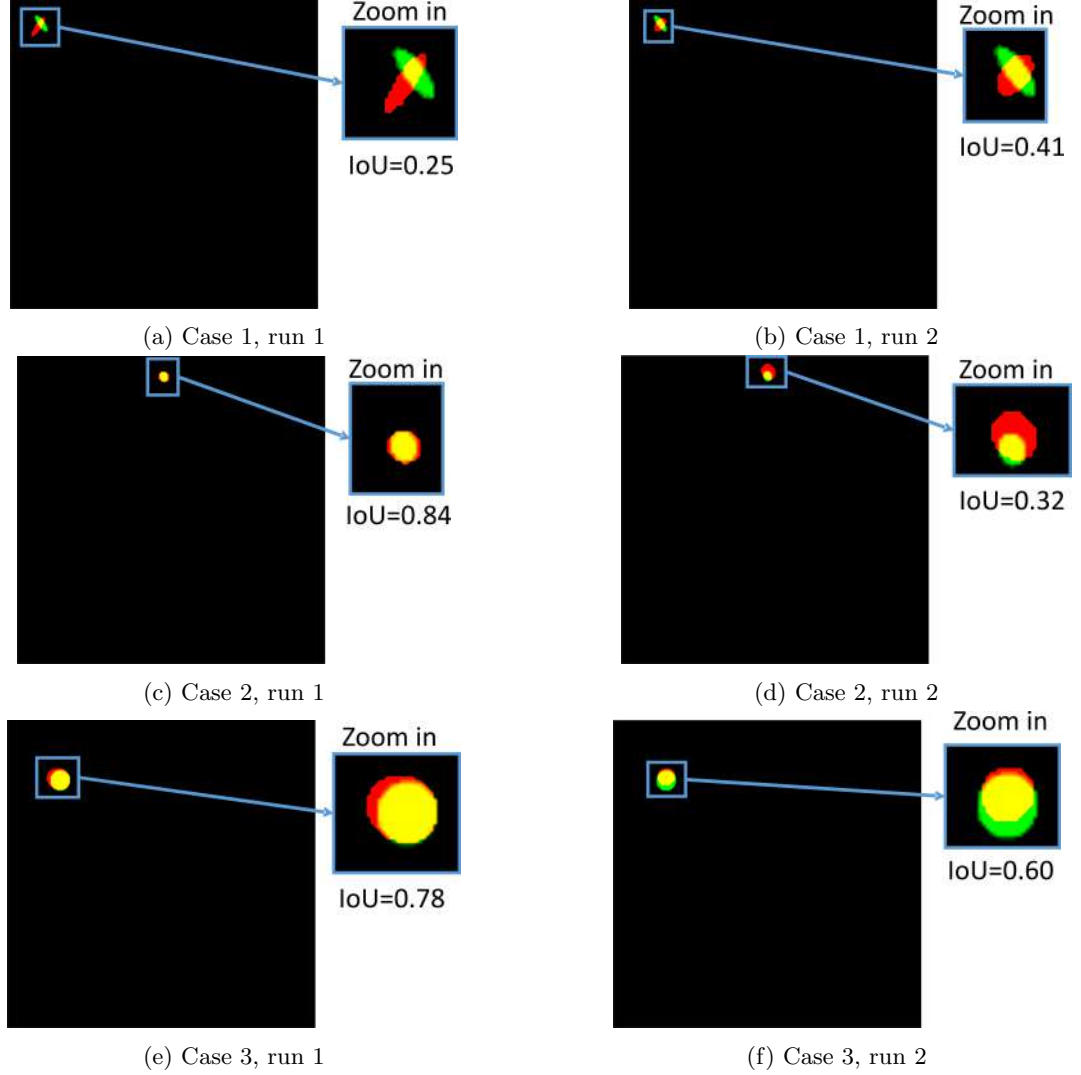 Zoom in
IoU=0.25
(a) Case 1, run 1
Zoom in
IoU=0.41
(b) Case 1, run 2
Zoom in
IoU=0.84
(c) Case 2, run 1
Zoom in
IoU=0.32
(d) Case 2, run 2
Zoom in
IoU=0.78
(e) Case 3, run 1
Zoom in
IoU=0.60
(f) Case 3, run 2